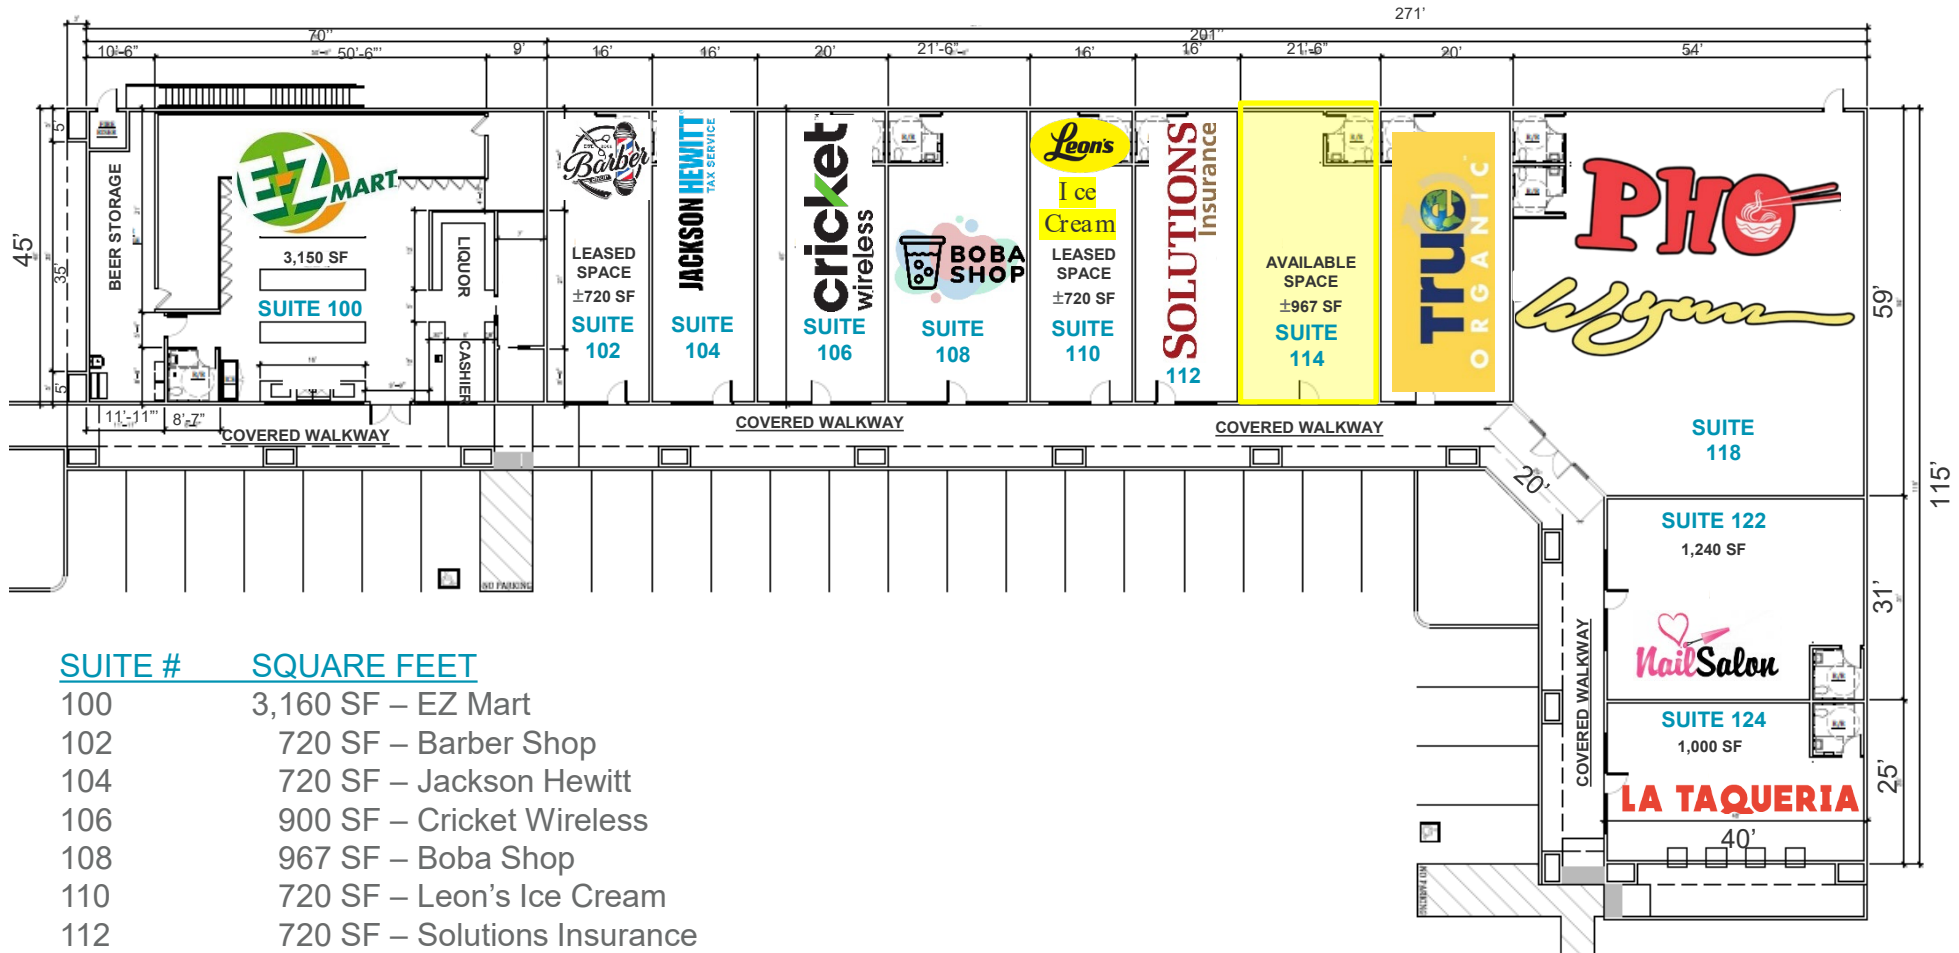 271'
70"
201"
10'-6"
50'-6"'
9'
16'
16'
20'
21'-6"
16'
16'
21'-6"
20'
54'
5'
45'
35'
5'
BEER STORAGE
EZ MART
3,150 SF
SUITE 100
LIQUOR
CASHIER
11'-11"'
8'-7"
Barber
LEASED
SPACE
±720 SF
SUITE
102
JACKSON HEWITT
TAX SERVICE
SUITE
104
cricket
wireless
SUITE
106
BOBA
SHOP
SUITE
108
Leon's
Ice
Cream
LEASED
SPACE
±720 SF
SUITE
110
SOLUTIONS
Insurance
112
AVAILABLE
SPACE
±967 SF
SUITE
114
True
ORGANIC
PHO
Wynn
SUITE
118
COVERED WALKWAY
COVERED WALKWAY
COVERED WALKWAY
20'
59'
115'
NO PARKING
SUITE 122
1,240 SF
Nail Salon
31'
COVERED WALKWAY
SUITE 124
1,000 SF
LA TAQUERIA
25'
40'
NO PARKING
SUITE # SQUARE FEET
100 3,160 SF – EZ Mart
102 720 SF – Barber Shop
104 720 SF – Jackson Hewitt
106 900 SF – Cricket Wireless
108 967 SF – Boba Shop
110 720 SF – Leon's Ice Cream
112 720 SF – Solutions Insurance